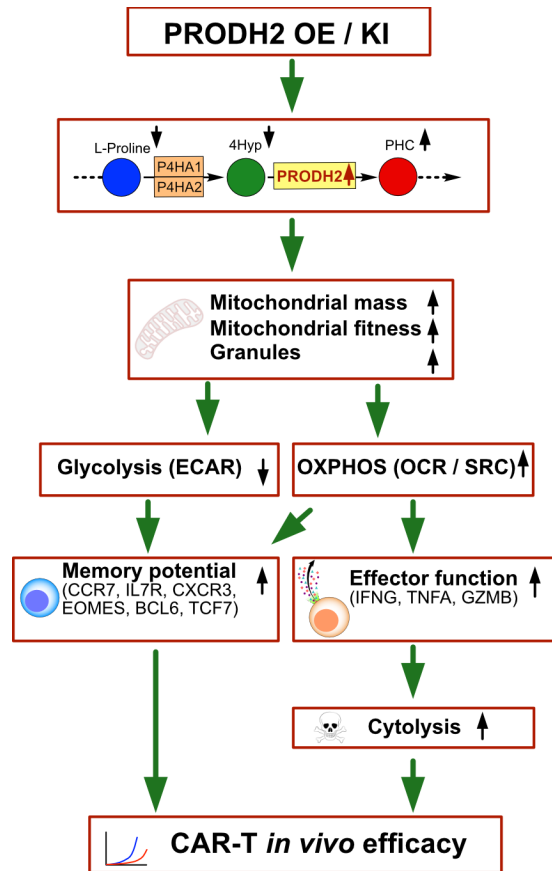 PRODH2 OE / KI
L-Proline
4Hyp
PHC
P4HA1
P4HA2
PRODH2
Mitochondrial mass
Mitochondrial fitness
Granules
Glycolysis (ECAR)
OXPHOS (OCR / SRC)
Memory potential
(CCR7, IL7R, CXCR3,
EOMES, BCL6, TCF7)
Effector function
(IFNG, TNFA, GZMB)
Cytolysis
CAR-T in vivo efficacy